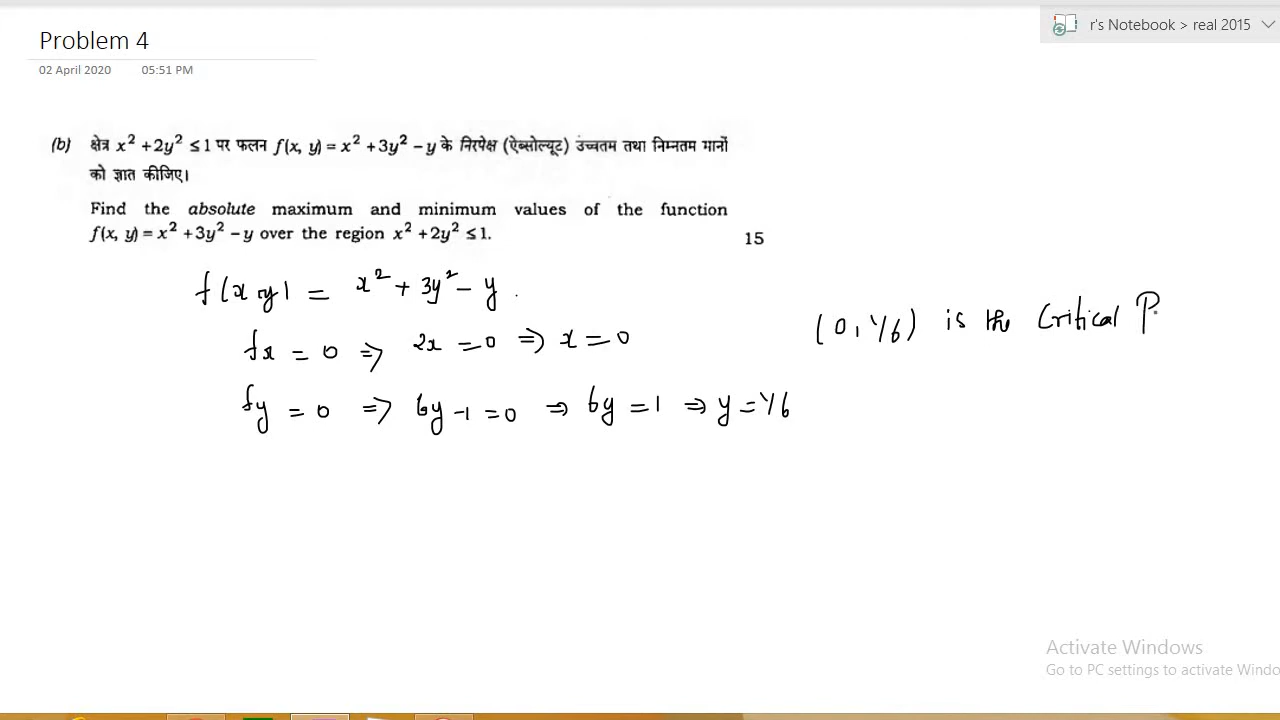 r's Notebook > real 2015
Problem 4
02 April 2020 05:51 PM
(b) क्षेत्र x² + 2y² ≤ 1 पर फलन f(x, y) = x² + 3y² − y के निरपेक्ष (ऐब्सोल्यूट) उच्चतम तथा निम्नतम मानों
को ज्ञात कीजिए।
Find the absolute maximum and minimum values of the function
f(x, y) = x² + 3y² − y over the region x² + 2y² ≤ 1.
15
f(x, y) = x² + 3y² − y
(0, 1/6) is the Critical P
fx = 0 ⇒ 2x = 0 ⇒ x = 0
fy = 0 ⇒ 6y − 1 = 0 ⇒ 6y = 1 ⇒ y = 1/6
Activate Windows
Go to PC settings to activate Windo